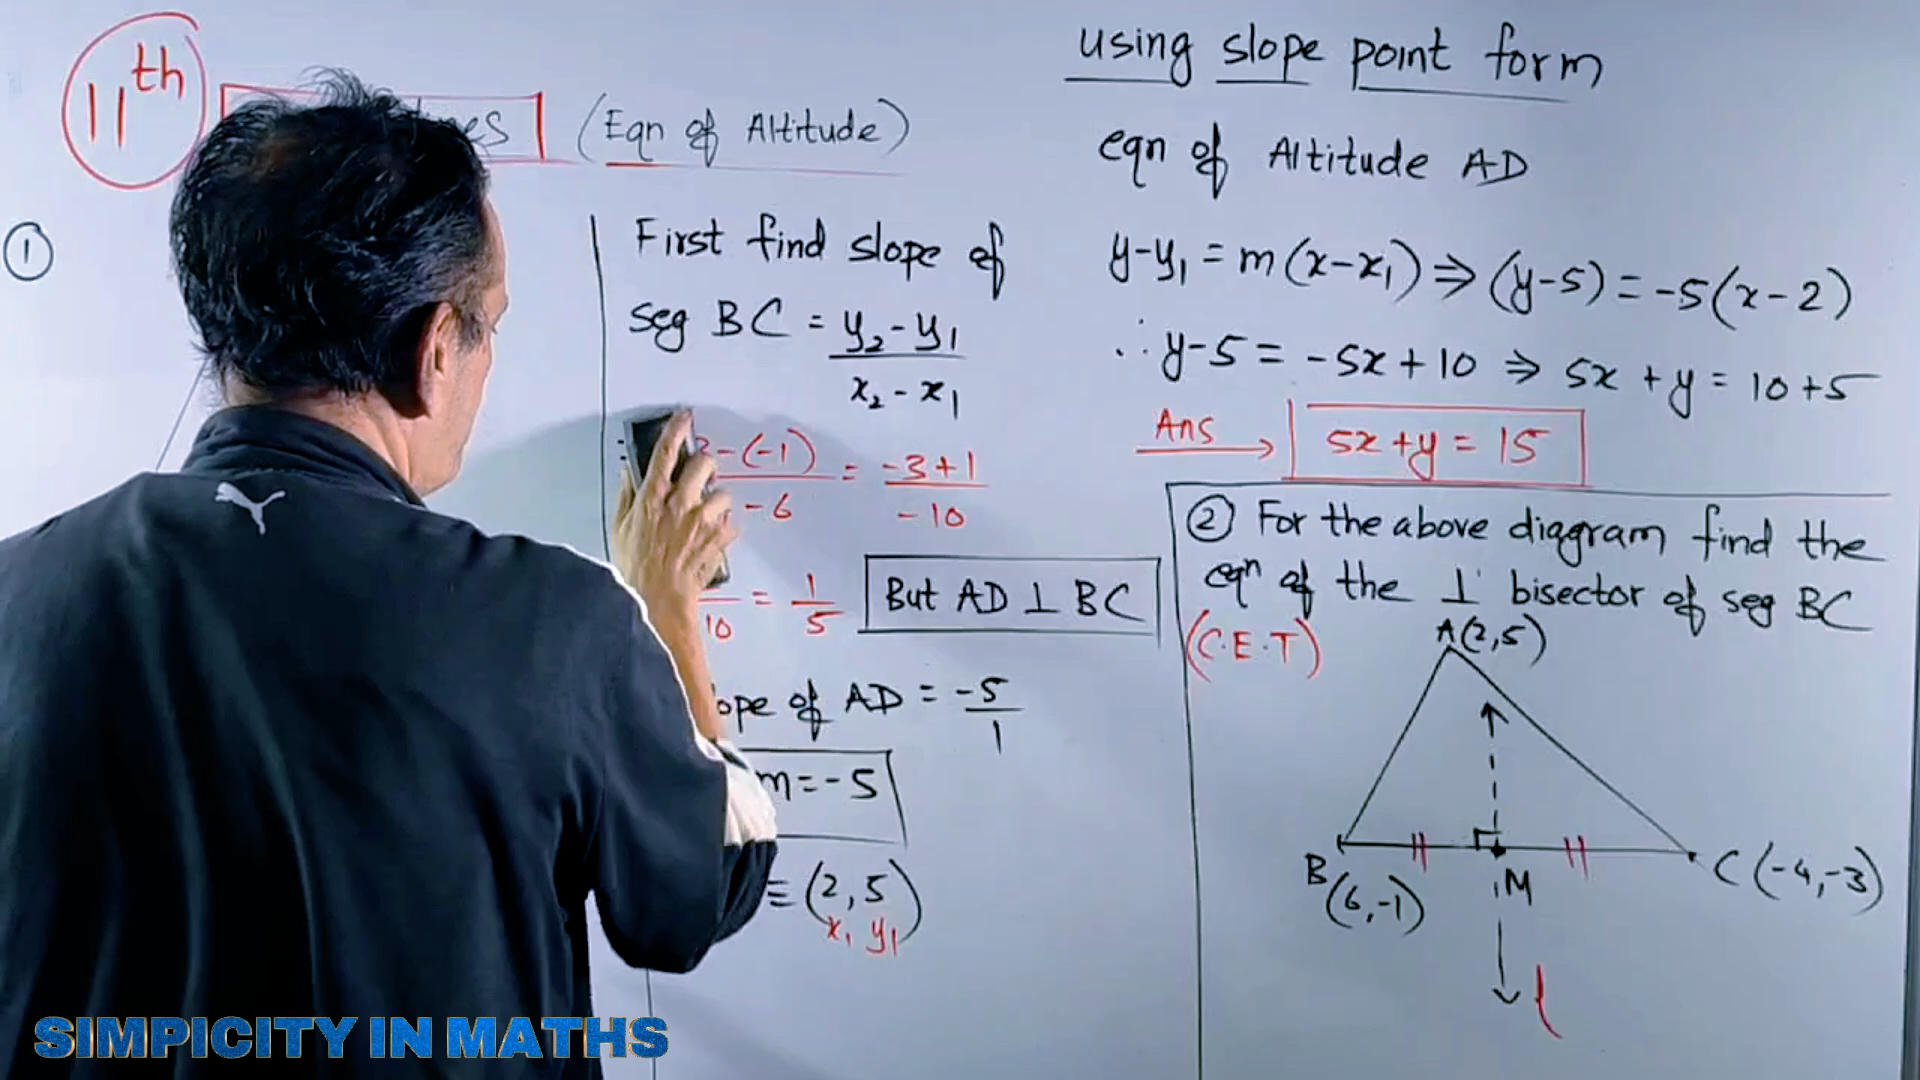 11th
(Eqn of Altitude)
①
First find slope of
seg BC = y₂ - y₁
x₂ - x₁
-(-1) = -3+1
-6 -10
= 1
10 5
But AD ⊥ BC
ope of AD = -5
1
m = -5
≡ (2, 5)
x₁ y₁
using slope point form
eqn of Altitude AD
y-y₁ = m(x-x₁) ⇒ (y-5) = -5(x-2)
∴ y-5 = -5x+10 ⇒ 5x + y = 10+5
Ans → 5x+y = 15
② For the above diagram find the
eqn of the ⊥ bisector of seg BC
(C.E.T)
A(2,5)
B M C(-4,-3)
(6,-1)
l
SIMPICITY IN MATHS